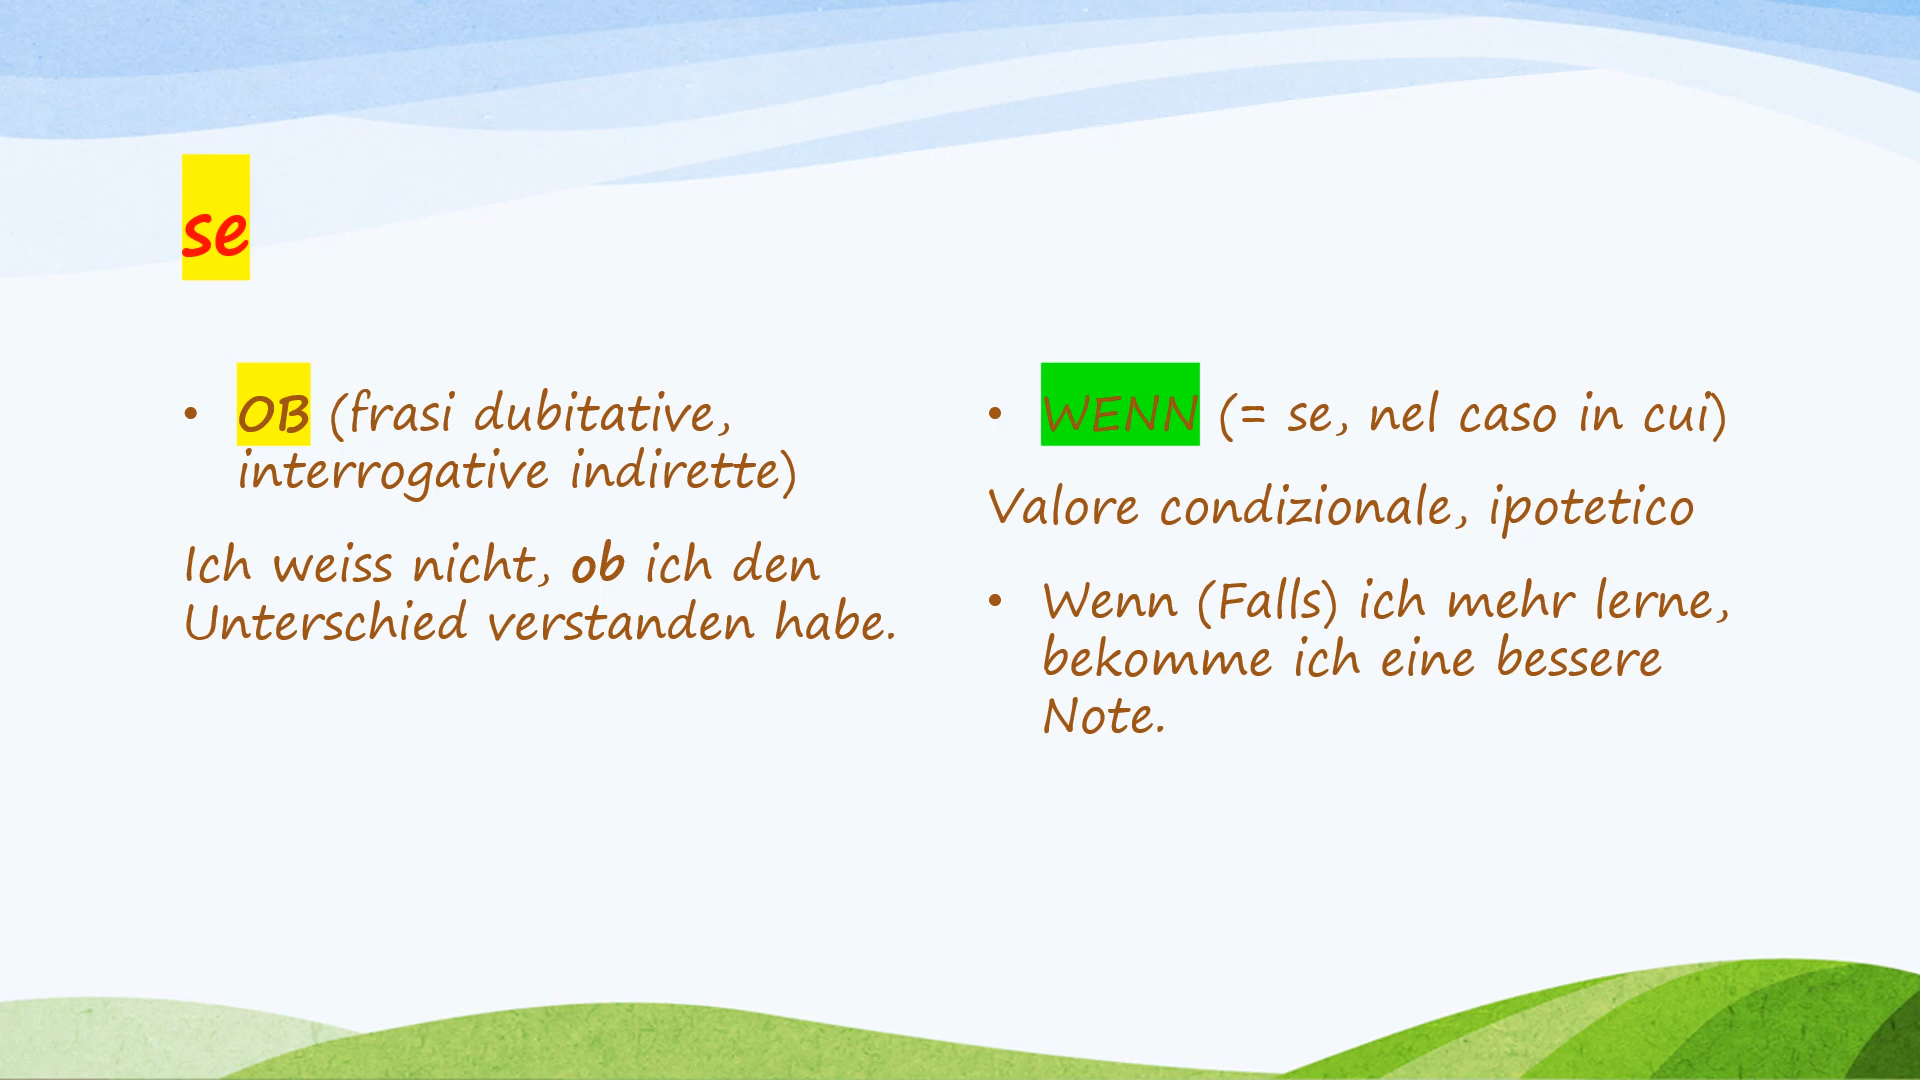 se
• OB (frasi dubitative,
interrogative indirette)
Ich weiss nicht, ob ich den
Unterschied verstanden habe.
• WENN (= se, nel caso in cui)
Valore condizionale, ipotetico
• Wenn (Falls) ich mehr lerne,
bekomme ich eine bessere
Note.